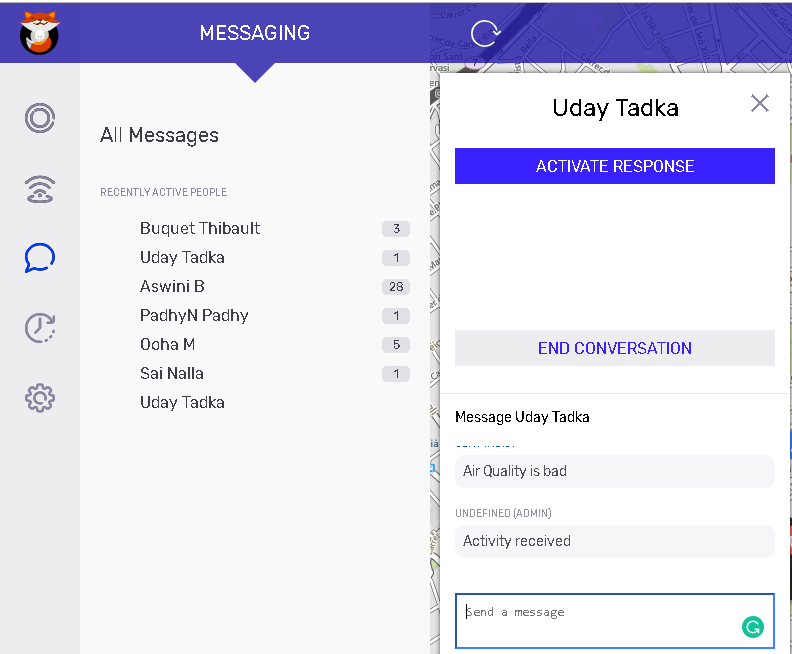 MESSAGING
All Messages
RECENTLY ACTIVE PEOPLE
Buquet Thibault 3
Uday Tadka 1
Aswini B 28
PadhyN Padhy 1
Ooha M 5
Sai Nalla 1
Uday Tadka
Uday Tadka
ACTIVATE RESPONSE
END CONVERSATION
Message Uday Tadka
Air Quality is bad
UNDEFINED (ADMIN)
Activity received
Send a message